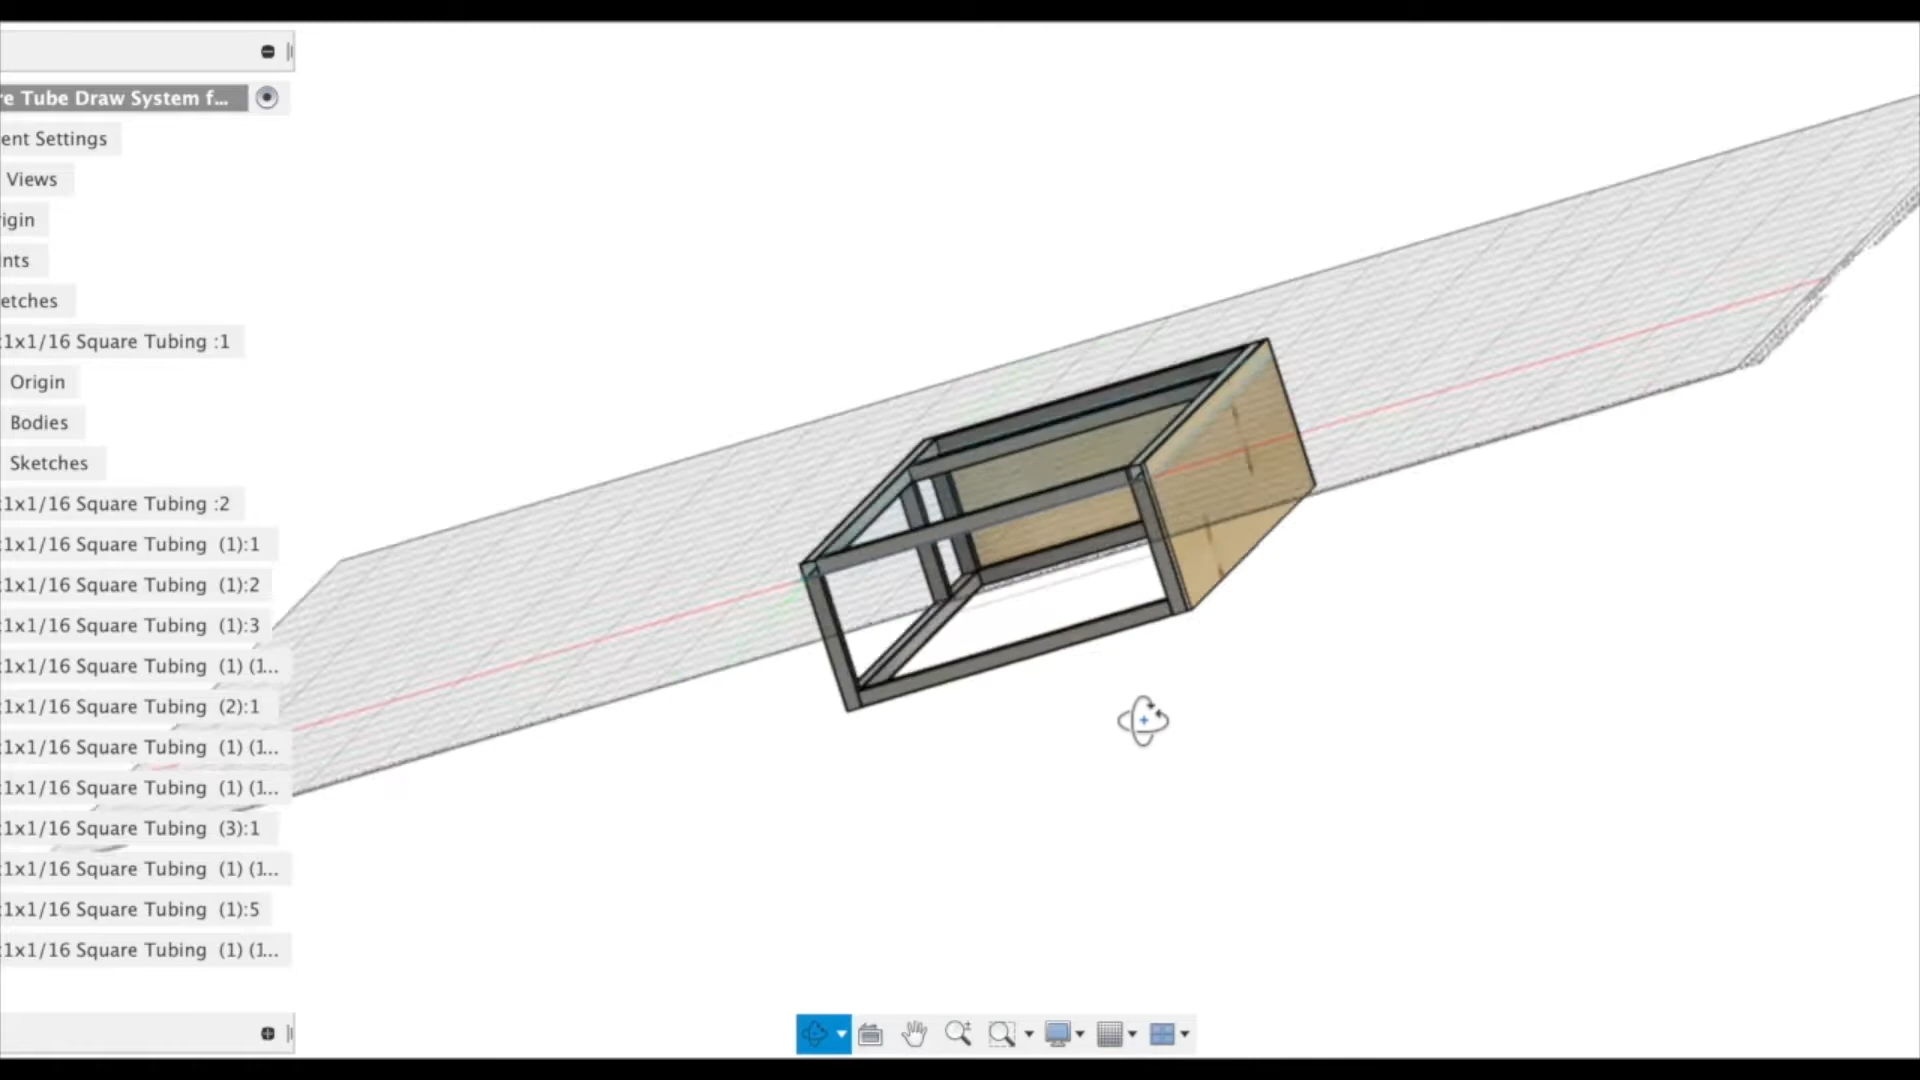 re Tube Draw System f...
ent Settings
Views
igin
nts
etches
1x1/16 Square Tubing :1
Origin
Bodies
Sketches
1x1/16 Square Tubing :2
1x1/16 Square Tubing (1):1
1x1/16 Square Tubing (1):2
1x1/16 Square Tubing (1):3
1x1/16 Square Tubing (1) (1...
1x1/16 Square Tubing (2):1
1x1/16 Square Tubing (1) (1...
1x1/16 Square Tubing (1) (1...
1x1/16 Square Tubing (3):1
1x1/16 Square Tubing (1) (1...
1x1/16 Square Tubing (1):5
1x1/16 Square Tubing (1) (1...